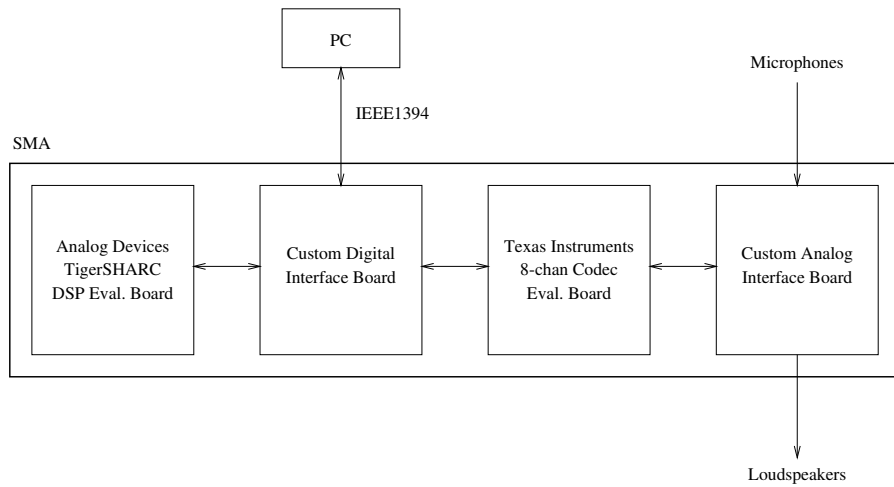 PC
Microphones
IEEE1394
SMA
Analog Devices
TigerSHARC
DSP Eval. Board
Custom Digital
Interface Board
Texas Instruments
8-chan Codec
Eval. Board
Custom Analog
Interface Board
Loudspeakers